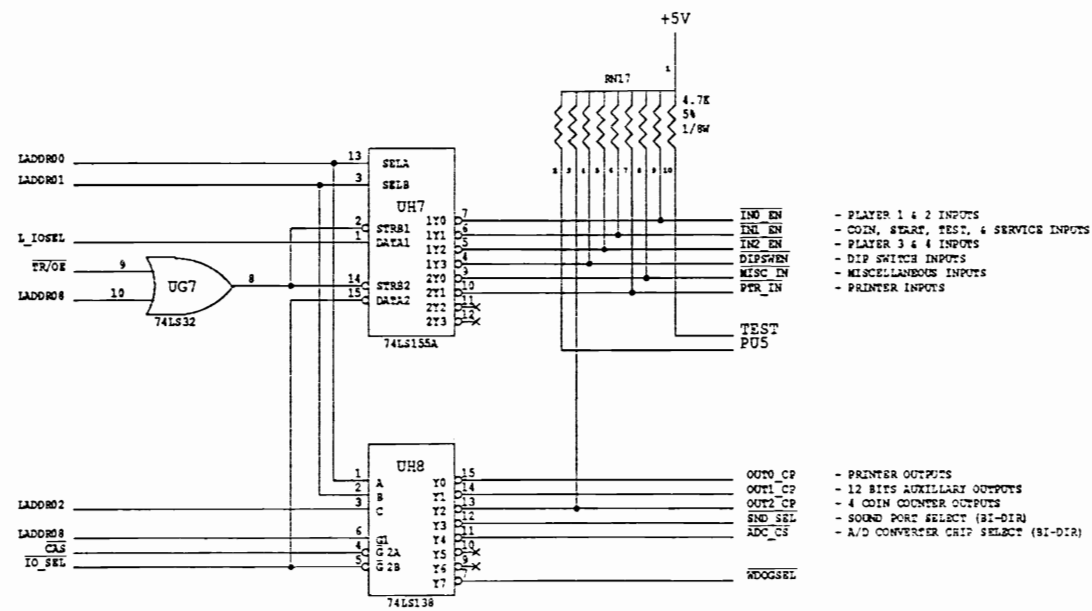 +5V
1
RN17
4.7K
5%
1/8W
2 3 4 5 6 7 8 9 10
LADDR00
13 SELA
LADDR01
3 SELB
UH7
2 STRB1
1Y0 7
IN0_EN - PLAYER 1 & 2 INPUTS
L_IOSEL
1 DATA1
1Y1 6
IN1_EN - COIN, START, TEST, & SERVICE INPUTS
1Y2 5
IN2_EN - PLAYER 3 & 4 INPUTS
TR/OE
9
1Y3 4
DIPSWEN - DIP SWITCH INPUTS
UG7
8
14 STRB2
2Y0 9
MISC_IN - MISCELLANEOUS INPUTS
LADDR08
10
15 DATA2
2Y1 10
PTR_IN - PRINTER INPUTS
2Y2 11
2Y3 12
74LS32
74LS155A
TEST
PU5
UH8
1 A
Y0 15
OUT0_CP - PRINTER OUTPUTS
2 B
Y1 14
OUT1_CP - 12 BITS AUXILLARY OUTPUTS
LADDR02
3 C
Y2 13
OUT2_CP - 4 COIN COUNTER OUTPUTS
Y3 12
SND_SEL - SOUND PORT SELECT (BI-DIR)
LADDR08
6 G1
Y4 11
ADC_CS - A/D CONVERTER CHIP SELECT (BI-DIR)
CAS
4 G2A
Y5 10
IO_SEL
5 G2B
Y6 9
Y7 7
WDOGSEL
74LS138